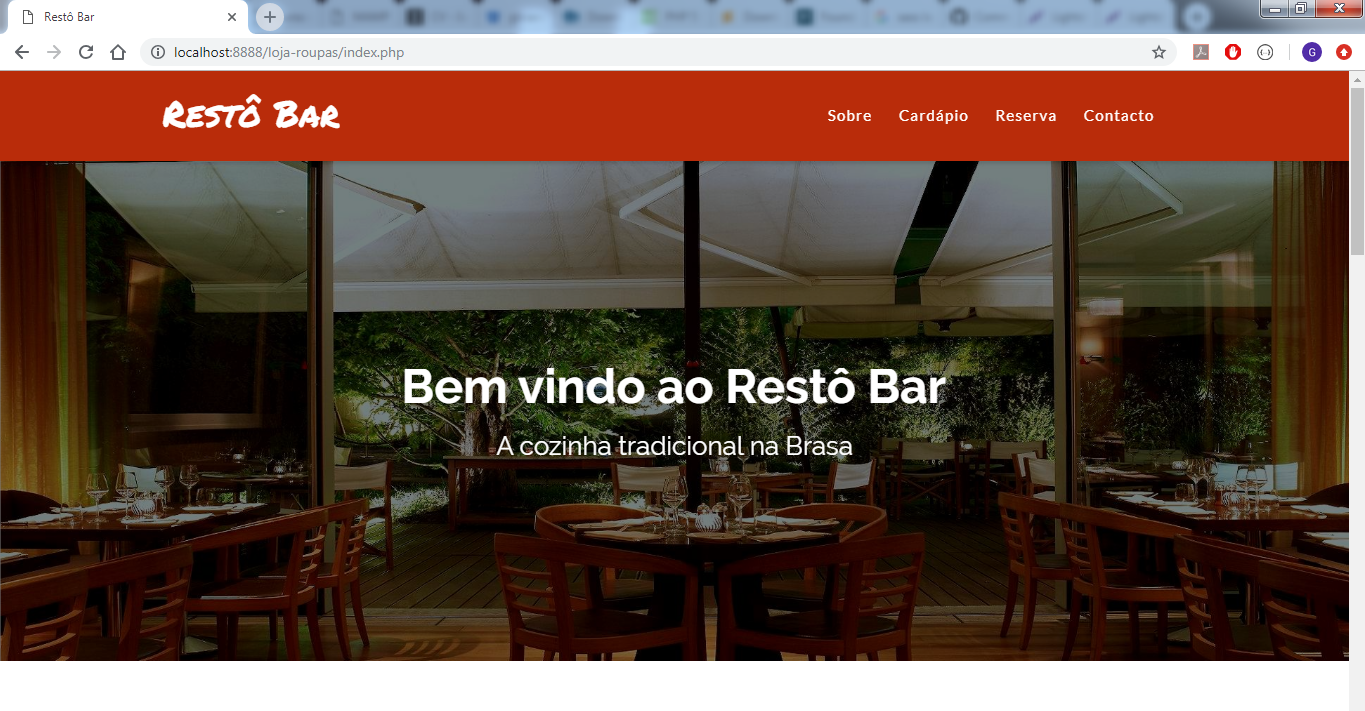 Restô Bar
localhost:8888/loja-roupas/index.php
G
Restô Bar
Sobre Cardápio Reserva Contacto
Bem vindo ao Restô Bar
A cozinha tradicional na Brasa